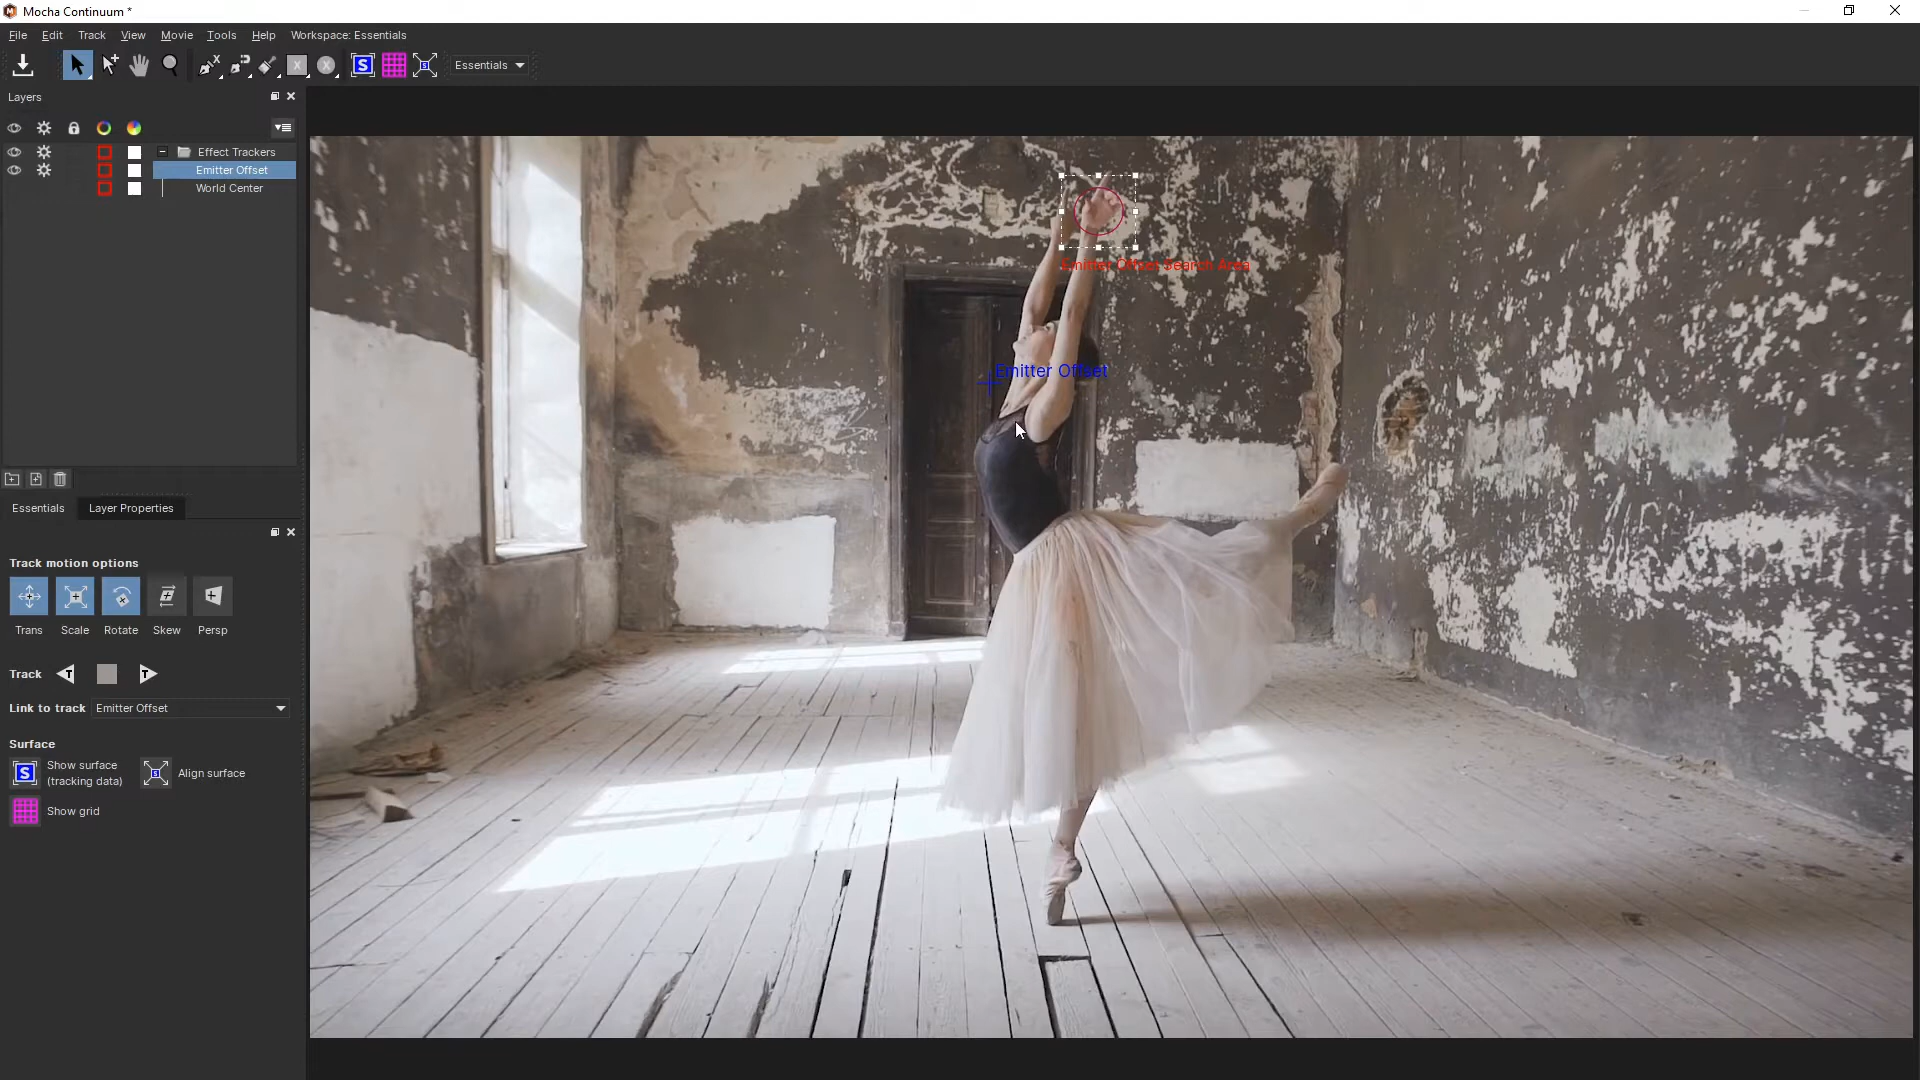 Mocha Continuum *
File Edit Track View Movie Tools Help Workspace: Essentials
S S Essentials
Layers
Effect Trackers
Emitter Offset
World Center
Essentials Layer Properties
Track motion options
Trans Scale Rotate Skew Persp
Track T T
Link to track Emitter Offset
Surface
S Show surface
(tracking data)
S Align surface
Show grid
Emitter Offset Search Area
Emitter Offset